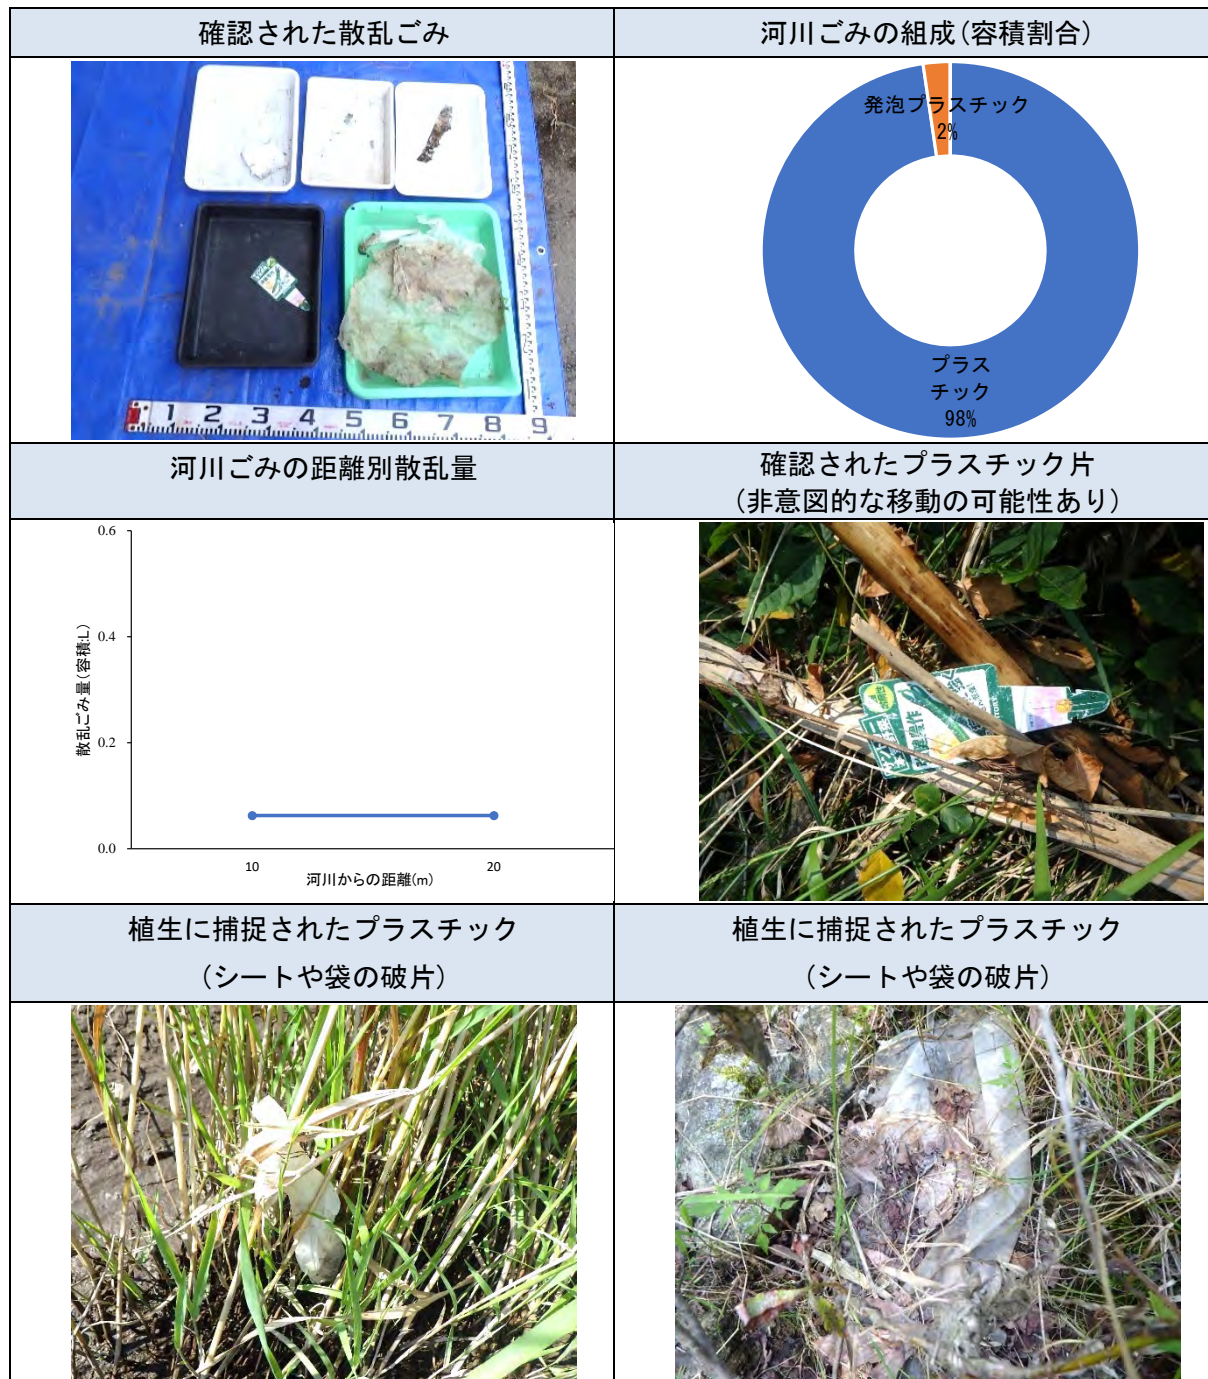 確認された散乱ごみ
河川ごみの組成(容積割合)
発泡プラスチック
2%
プラス
チック
98%
1 2 3 4 5 6 7 8 9
河川ごみの距離別散乱量
確認されたプラスチック片
(非意図的な移動の可能性あり)
0.6
0.4
0.2
0.0
散乱ごみ量(容積:L)
10
20
河川からの距離(m)
植生に捕捉されたプラスチック
(シートや袋の破片)
植生に捕捉されたプラスチック
(シートや袋の破片)